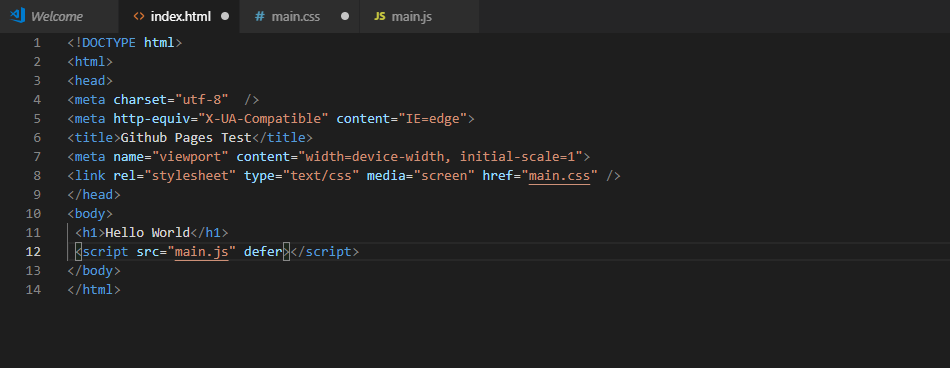 Welcome index.html main.css JS main.js
1 <!DOCTYPE html>
2 <html>
3 <head>
4 <meta charset="utf-8"  />
5 <meta http-equiv="X-UA-Compatible" content="IE=edge">
6 <title>Github Pages Test</title>
7 <meta name="viewport" content="width=device-width, initial-scale=1">
8 <link rel="stylesheet" type="text/css" media="screen" href="main.css" />
9 </head>
10 <body>
11  <h1>Hello World</h1>
12  <script src="main.js" defer></script>
13 </body>
14 </html>